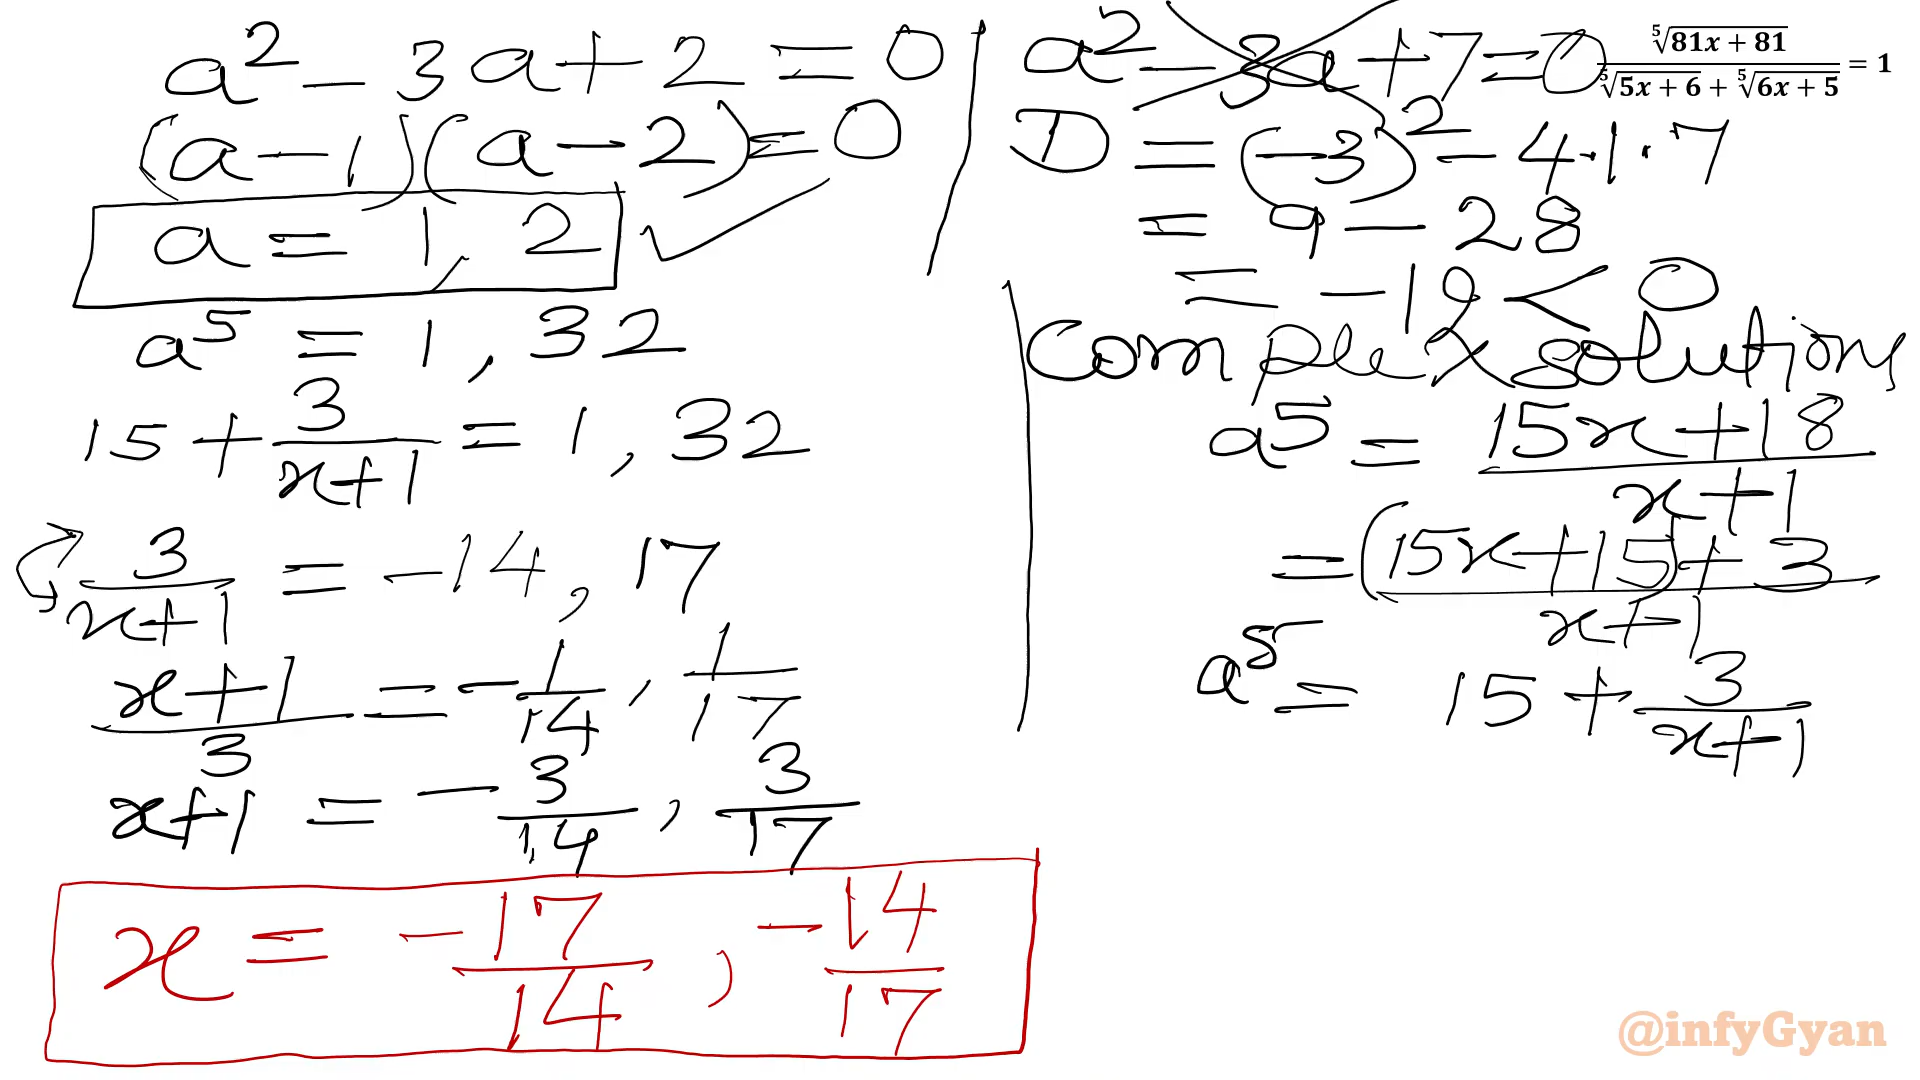 a² - 3a + 2 = 0
(a - 1)(a - 2) = 0
a = 1, 2 ✓
a⁵ = 1, 32
15 + 3/(x+1) = 1, 32
3/(x+1) = -14, 17
(x+1)/3 = -1/14, 1/17
x+1 = -3/14, 3/17
x = -17/14, -14/17
a² - 3a + 7 = 0
D = (-3)² - 4·1·7
= 9 - 28
= -19 < 0
Complex solutions
a⁵ = (15x+18)/(x+1)
= ((15x+15)+3)/(x+1)
a⁵ = 15 + 3/(x+1)
⁵√(81x + 81) / (⁵√(5x + 6) + ⁵√(6x + 5)) = 1
@infyGyan